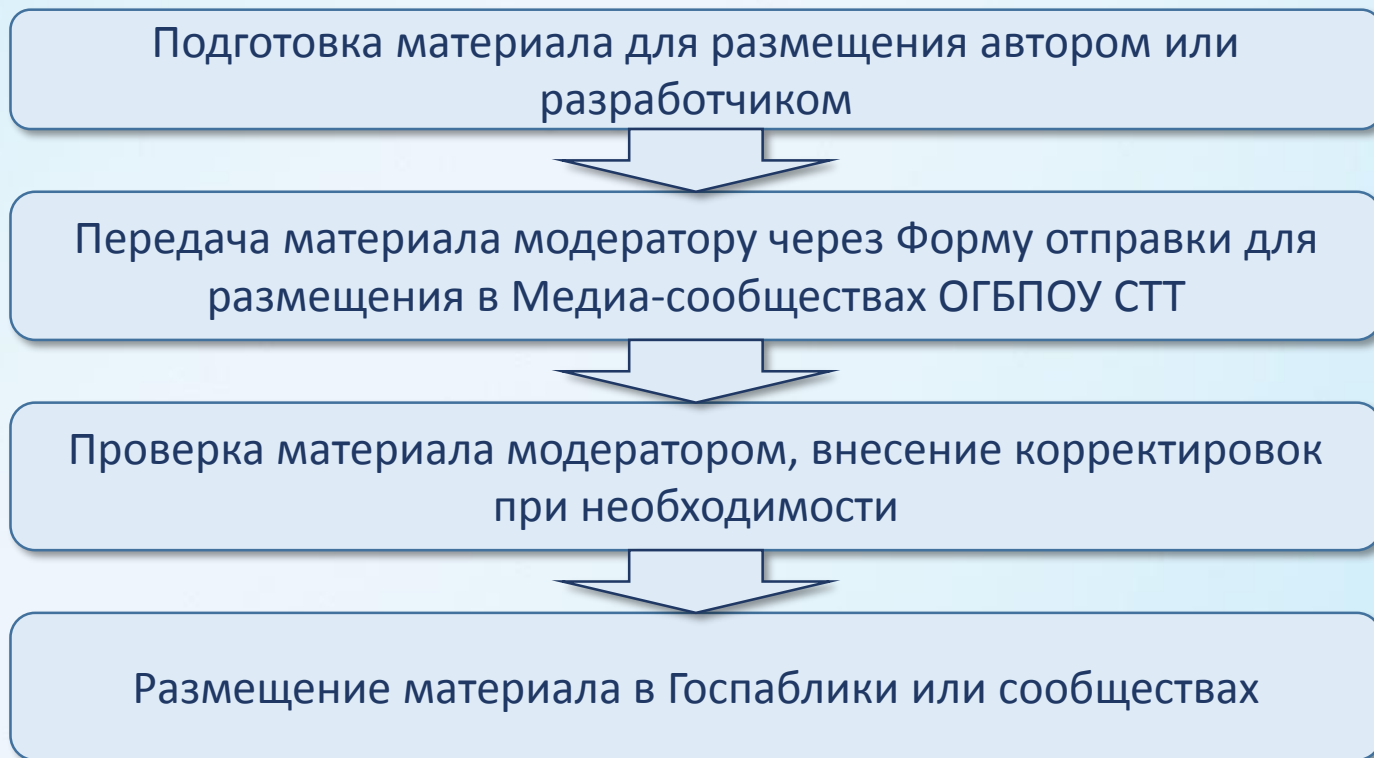 Подготовка материала для размещения автором или
разработчиком
Передача материала модератору через Форму отправки для
размещения в Медиа-сообществах ОГБПОУ СТТ
Проверка материала модератором, внесение корректировок
при необходимости
Размещение материала в Госпаблики или сообществах